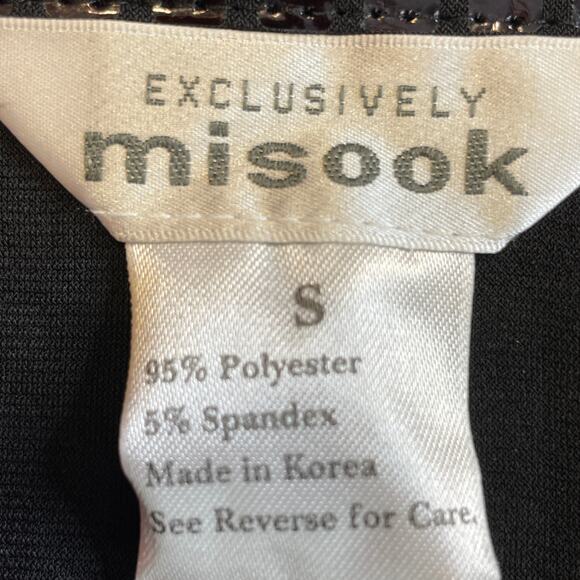 EXCLUSIVELY
misook
S
95% Polyester
5% Spandex
Made in Korea
See Reverse for Care.